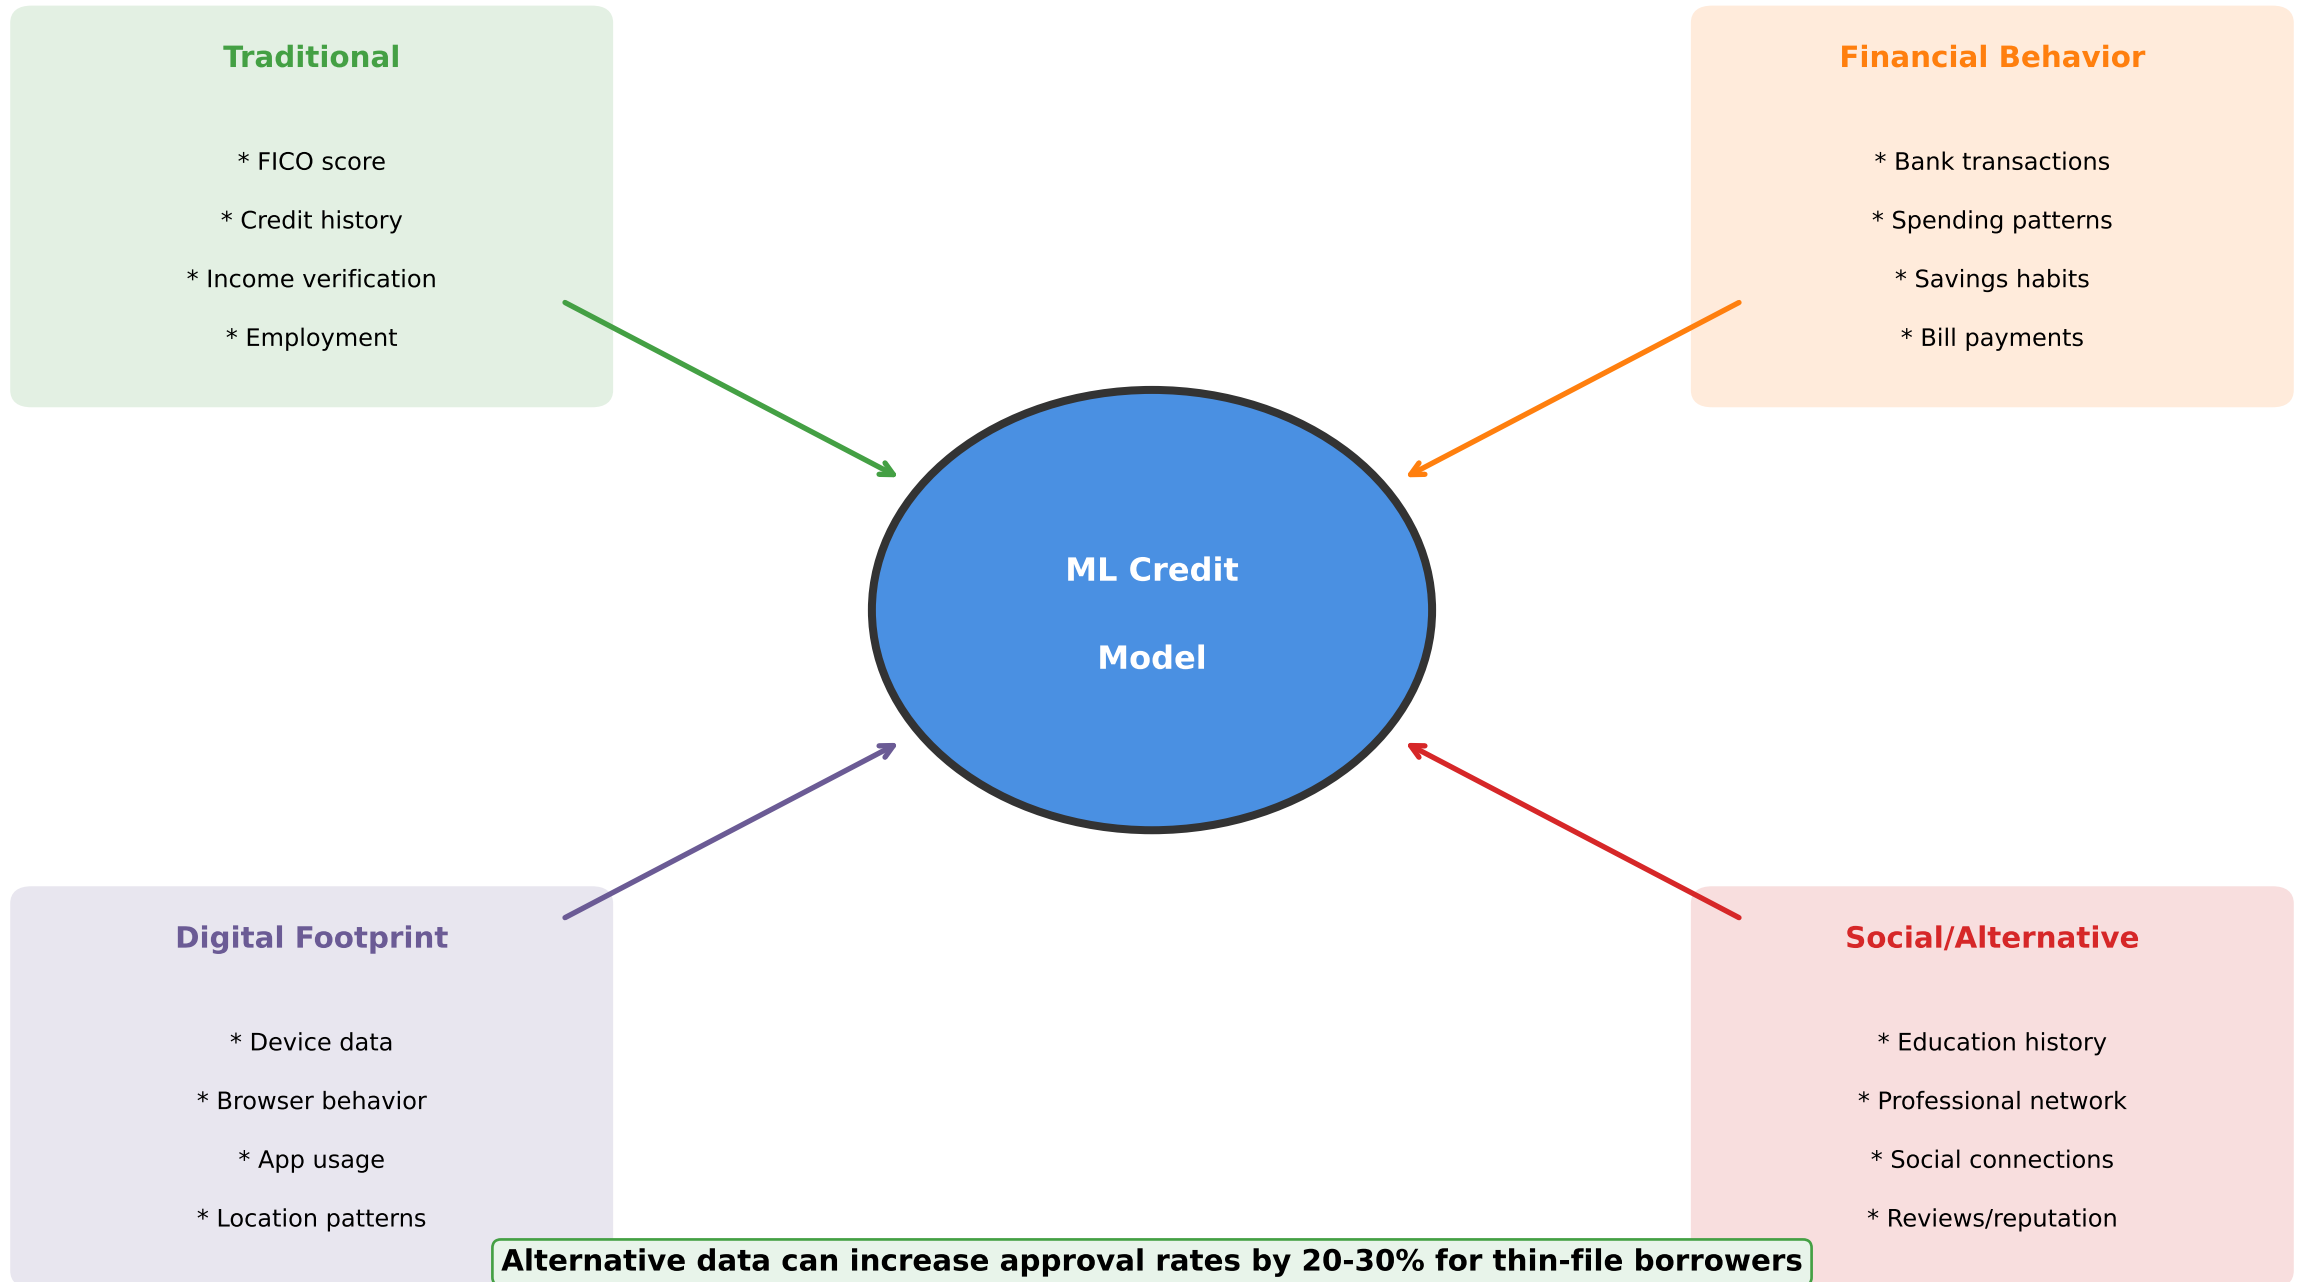 Traditional
* FICO score
* Credit history
* Income verification
* Employment
Financial Behavior
* Bank transactions
* Spending patterns
* Savings habits
* Bill payments
ML Credit
Model
Digital Footprint
* Device data
* Browser behavior
* App usage
* Location patterns
Social/Alternative
* Education history
* Professional network
* Social connections
* Reviews/reputation
Alternative data can increase approval rates by 20-30% for thin-file borrowers